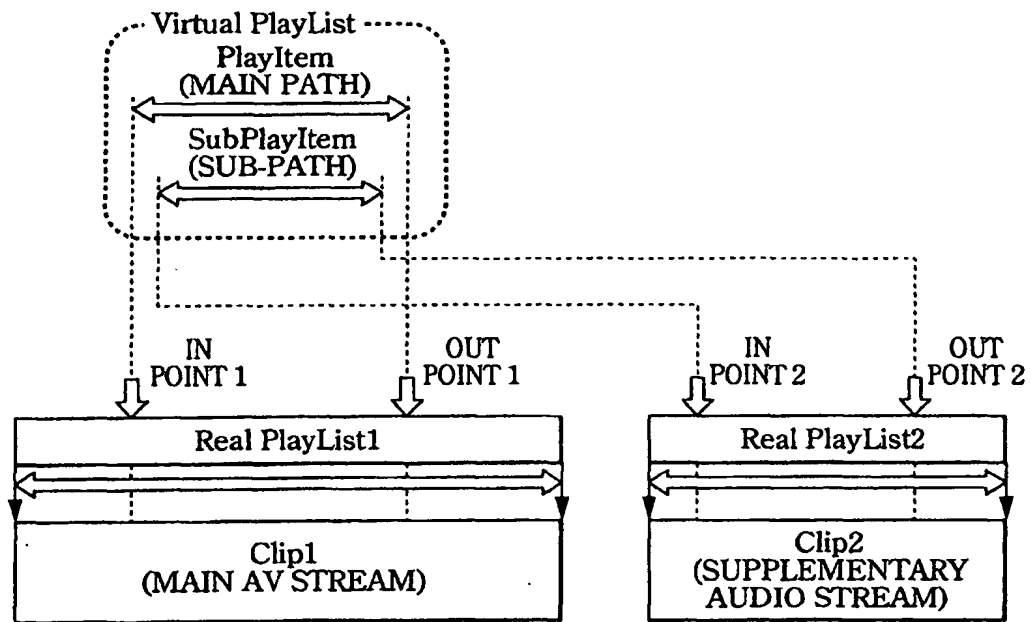 Virtual PlayList
PlayItem
(MAIN PATH)
SubPlayItem
(SUB-PATH)
IN
POINT 1
OUT
POINT 1
IN
POINT 2
OUT
POINT 2
Real PlayList1
Real PlayList2
Clip1
(MAIN AV STREAM)
Clip2
(SUPPLEMENTARY
AUDIO STREAM)